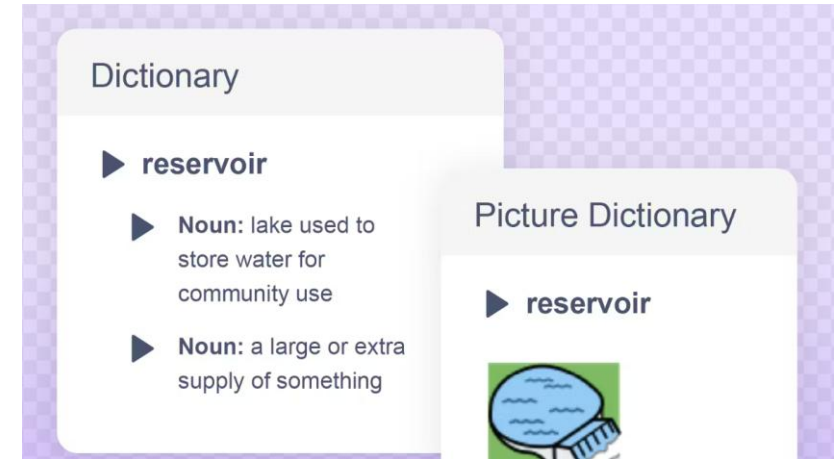 Dictionary
reservoir
Noun: lake used to
store water for
community use
Noun: a large or extra
supply of something
Picture Dictionary
reservoir